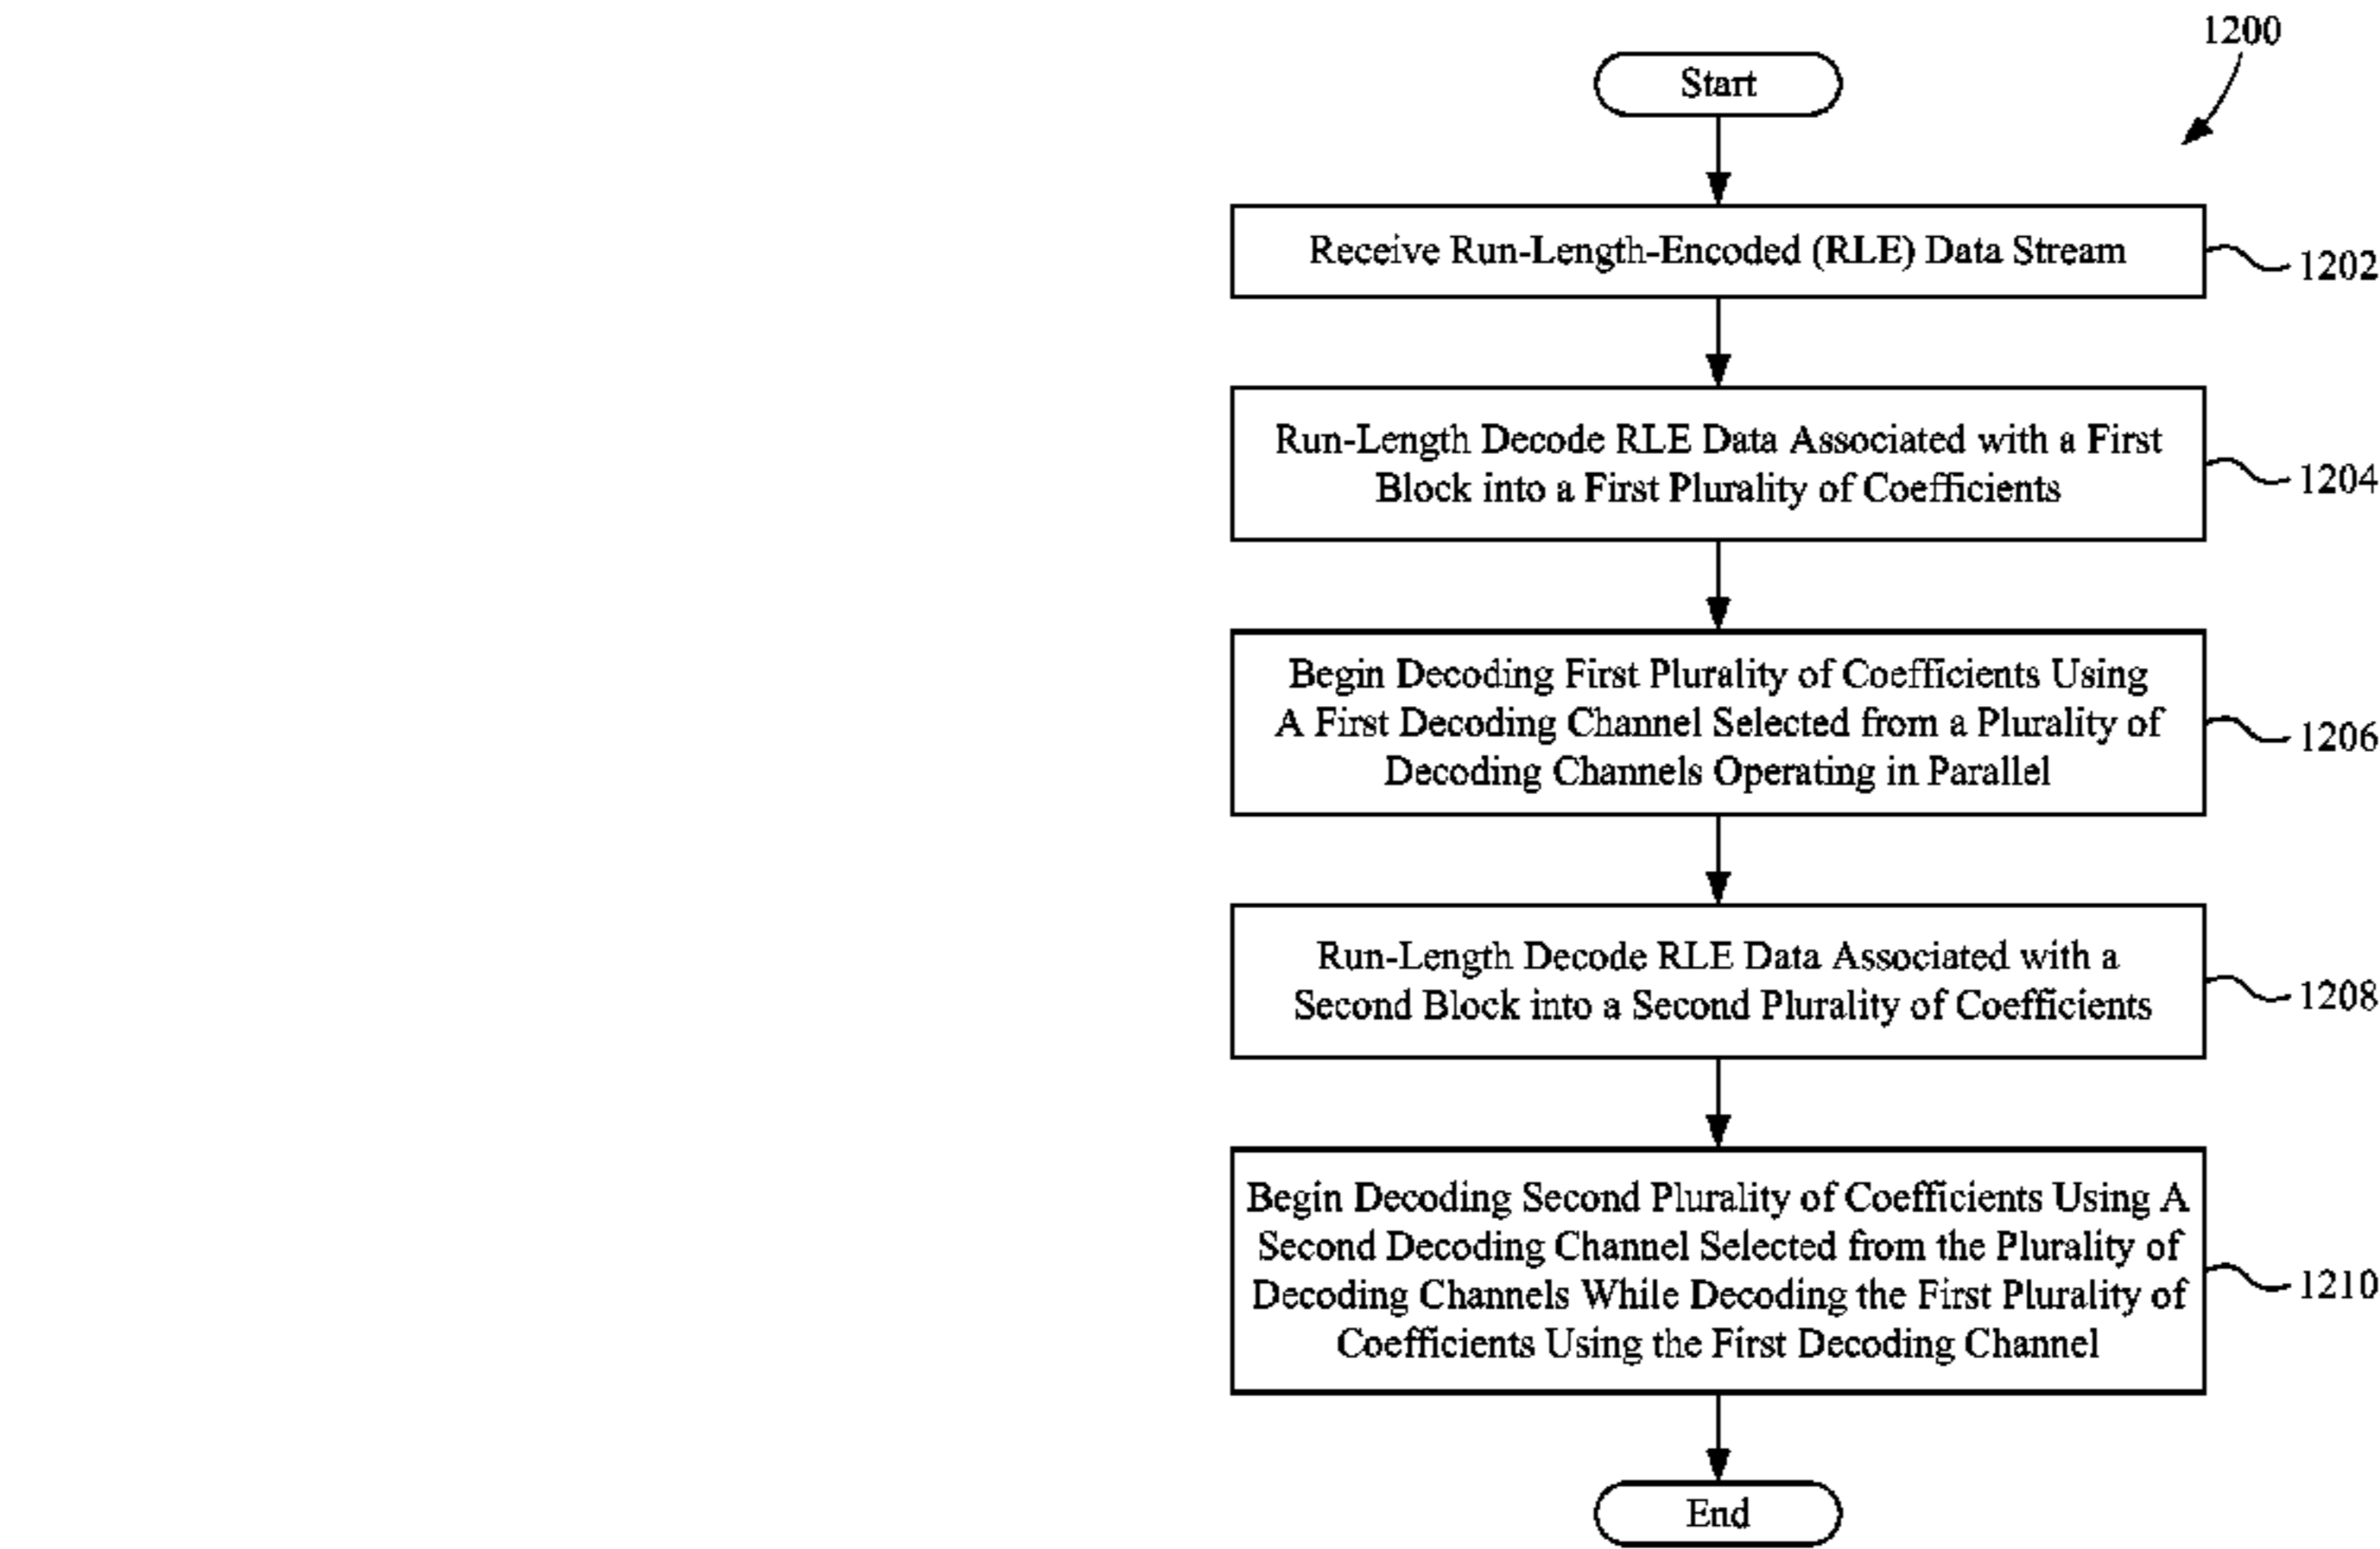 1200
Start
Receive Run-Length-Encoded (RLE) Data Stream
1202
Run-Length Decode RLE Data Associated with a First
Block into a First Plurality of Coefficients
1204
Begin Decoding First Plurality of Coefficients Using
A First Decoding Channel Selected from a Plurality of
Decoding Channels Operating in Parallel
1206
Run-Length Decode RLE Data Associated with a
Second Block into a Second Plurality of Coefficients
1208
Begin Decoding Second Plurality of Coefficients Using A
Second Decoding Channel Selected from the Plurality of
Decoding Channels While Decoding the First Plurality of
Coefficients Using the First Decoding Channel
1210
End